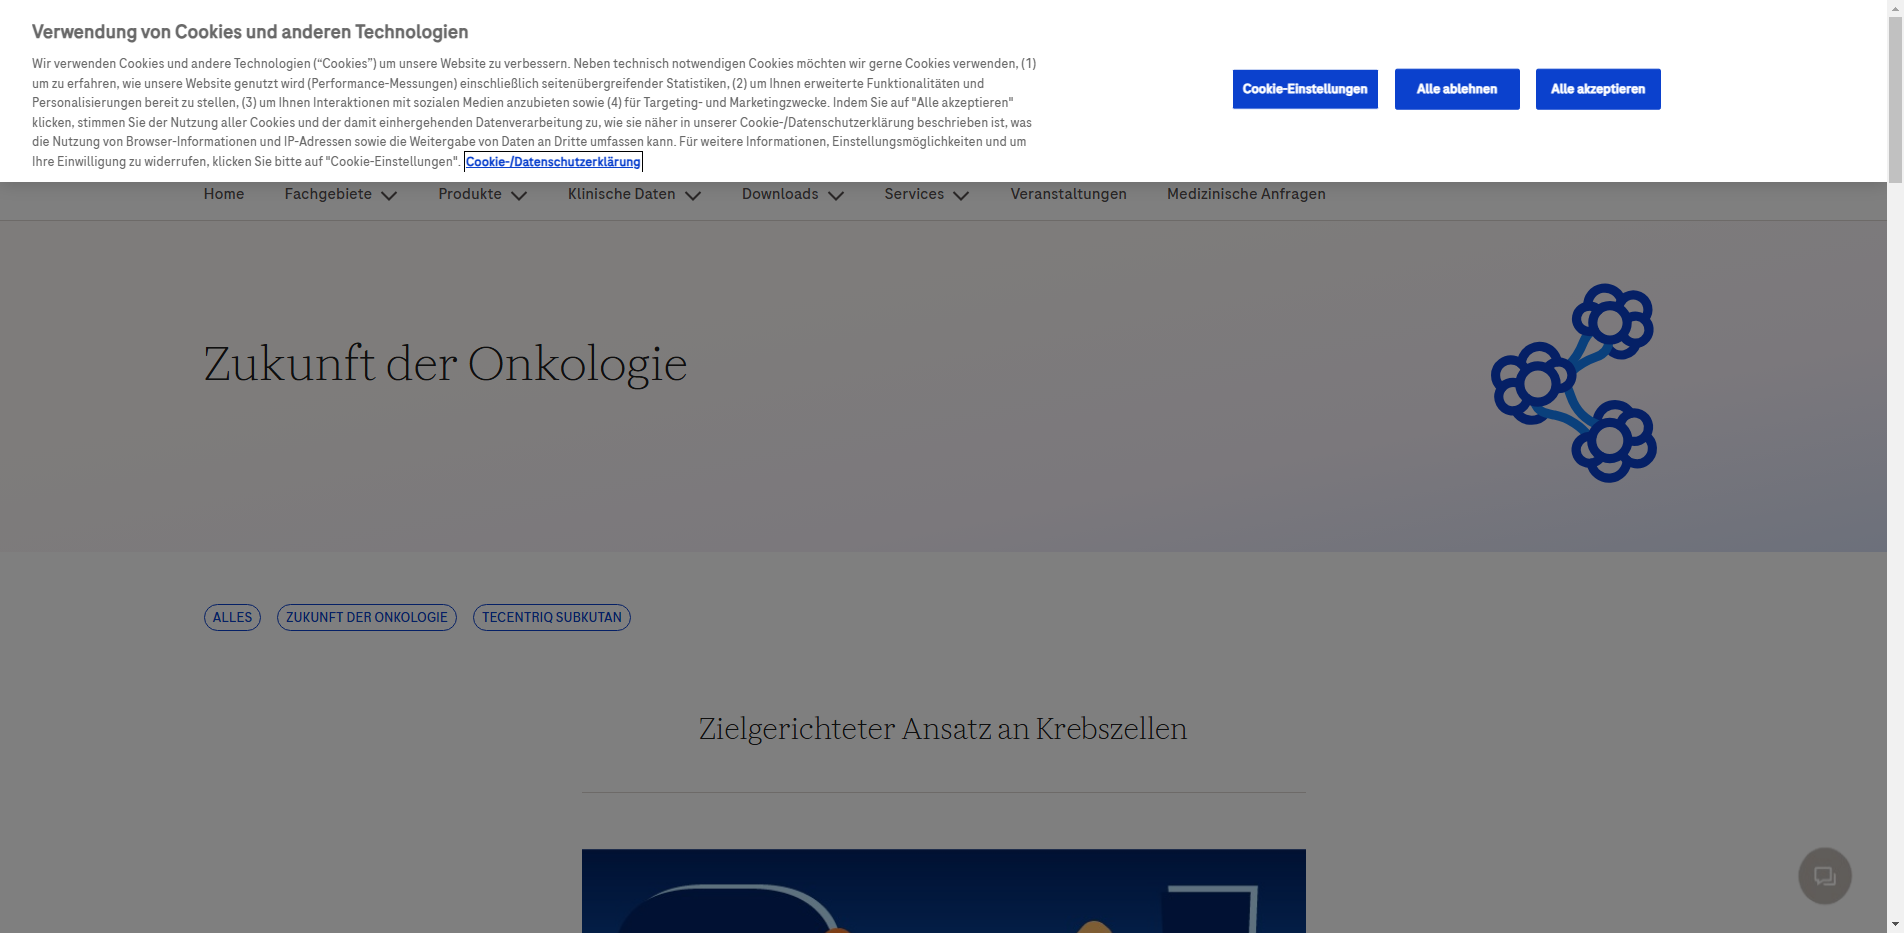 Verwendung von Cookies und anderen Technologien
Wir verwenden Cookies und andere Technologien (“Cookies”) um unsere Website zu verbessern. Neben technisch notwendigen Cookies möchten wir gerne Cookies verwenden, (1)
um zu erfahren, wie unsere Website genutzt wird (Performance-Messungen) einschließlich seitenübergreifender Statistiken, (2) um Ihnen erweiterte Funktionalitäten und
Personalisierungen bereit zu stellen, (3) um Ihnen Interaktionen mit sozialen Medien anzubieten sowie (4) für Targeting- und Marketingzwecke. Indem Sie auf "Alle akzeptieren"
klicken, stimmen Sie der Nutzung aller Cookies und der damit einhergehenden Datenverarbeitung zu, wie sie näher in unserer Cookie-/Datenschutzerklärung beschrieben ist, was
die Nutzung von Browser-Informationen und IP-Adressen sowie die Weitergabe von Daten an Dritte umfassen kann. Für weitere Informationen, Einstellungsmöglichkeiten und um
Ihre Einwilligung zu widerrufen, klicken Sie bitte auf "Cookie-Einstellungen". Cookie-/Datenschutzerklärung
Cookie-Einstellungen Alle ablehnen Alle akzeptieren
Home Fachgebiete Produkte Klinische Daten Downloads Services Veranstaltungen Medizinische Anfragen
Zukunft der Onkologie
ALLES ZUKUNFT DER ONKOLOGIE TECENTRIQ SUBKUTAN
Zielgerichteter Ansatz an Krebszellen